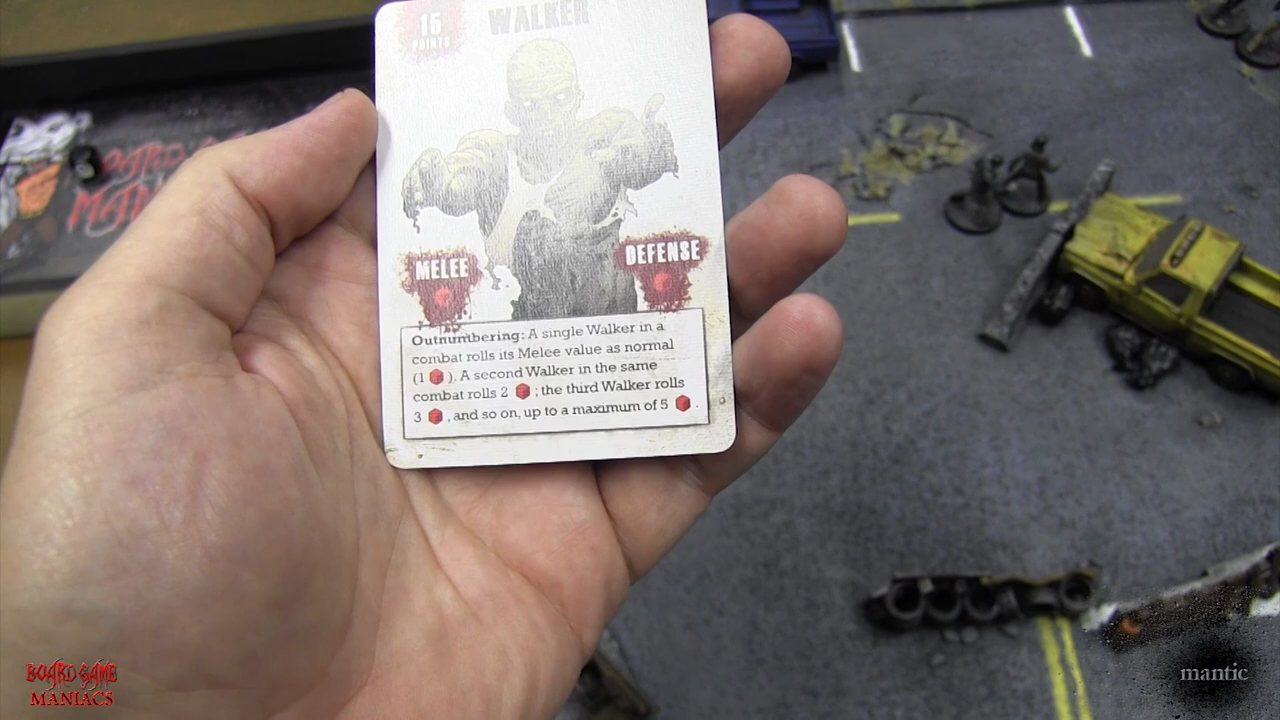 15
POINTS
WALKER
BOARD
MELEE
DEFENSE
Outnumbering: A single Walker in a
combat rolls its Melee value as normal
(1 ). A second Walker in the same
combat rolls 2 ; the third Walker rolls
3 , and so on, up to a maximum of 5 .
BOARD GAME
MANIACS
mantic